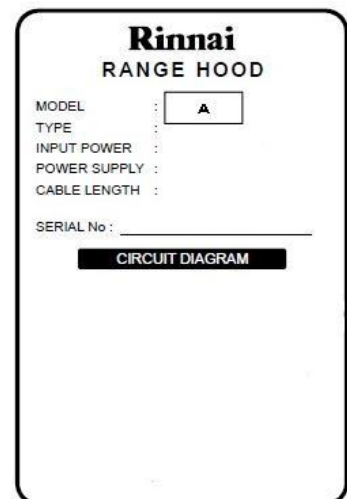 Rinnai
RANGE HOOD
MODEL : A
TYPE :
INPUT POWER :
POWER SUPPLY :
CABLE LENGTH :
SERIAL No :
CIRCUIT DIAGRAM